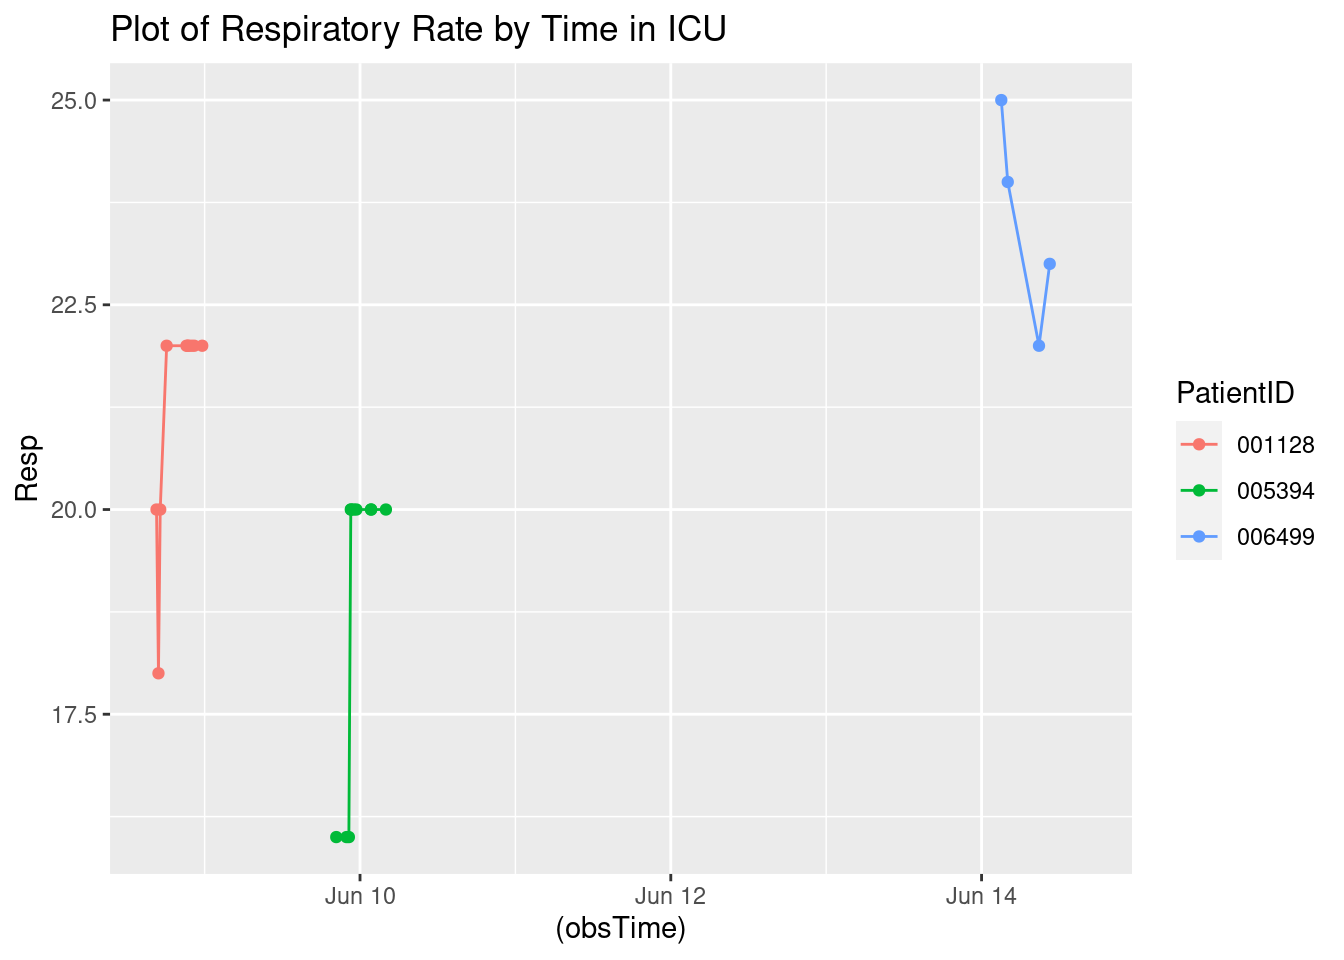 Plot of Respiratory Rate by Time in ICU
25.0
22.5
20.0
17.5
Resp
Jun 10
Jun 12
Jun 14
(obsTime)
PatientID
001128
005394
006499